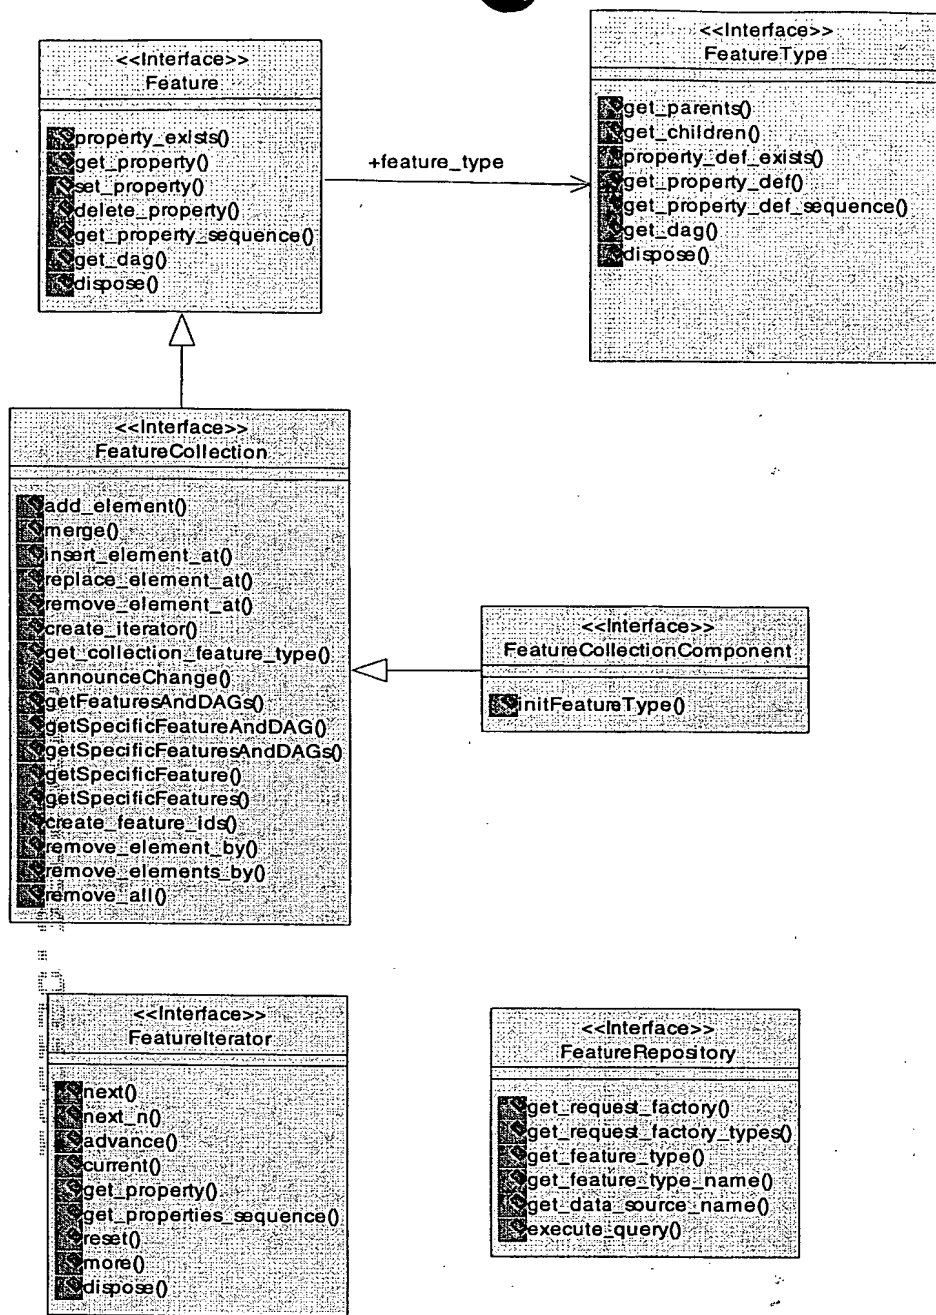 <<Interface>>
Feature
property_exists()
get_property()
set_property()
delete_property()
get_property_sequence()
get_dag()
dispose()
+feature_type
<<Interface>>
FeatureType
get_parents()
get_children()
property_def_exists()
get_property_def()
get_property_def_sequence()
get_dag()
dispose()
<<Interface>>
FeatureCollection
add_element()
merge()
insert_element_at()
replace_element_at()
remove_element_at()
create_iterator()
get_collection_feature_type()
announceChange()
getFeaturesAndDAGs()
getSpecificFeatureAndDAG()
getSpecificFeaturesAndDAGs()
getSpecificFeature()
getSpecificFeatures()
create_feature_ids()
remove_element_by()
remove_elements_by()
remove_all()
<<Interface>>
FeatureCollectionComponent
initFeatureType()
<<Interface>>
FeatureIterator
next()
next_n()
advance()
current()
get_property()
get_properties_sequence()
reset()
more()
dispose()
<<Interface>>
FeatureRepository
get_request_factory()
get_request_factory_types()
get_feature_type()
get_feature_type_name()
get_data_source_name()
execute_query()